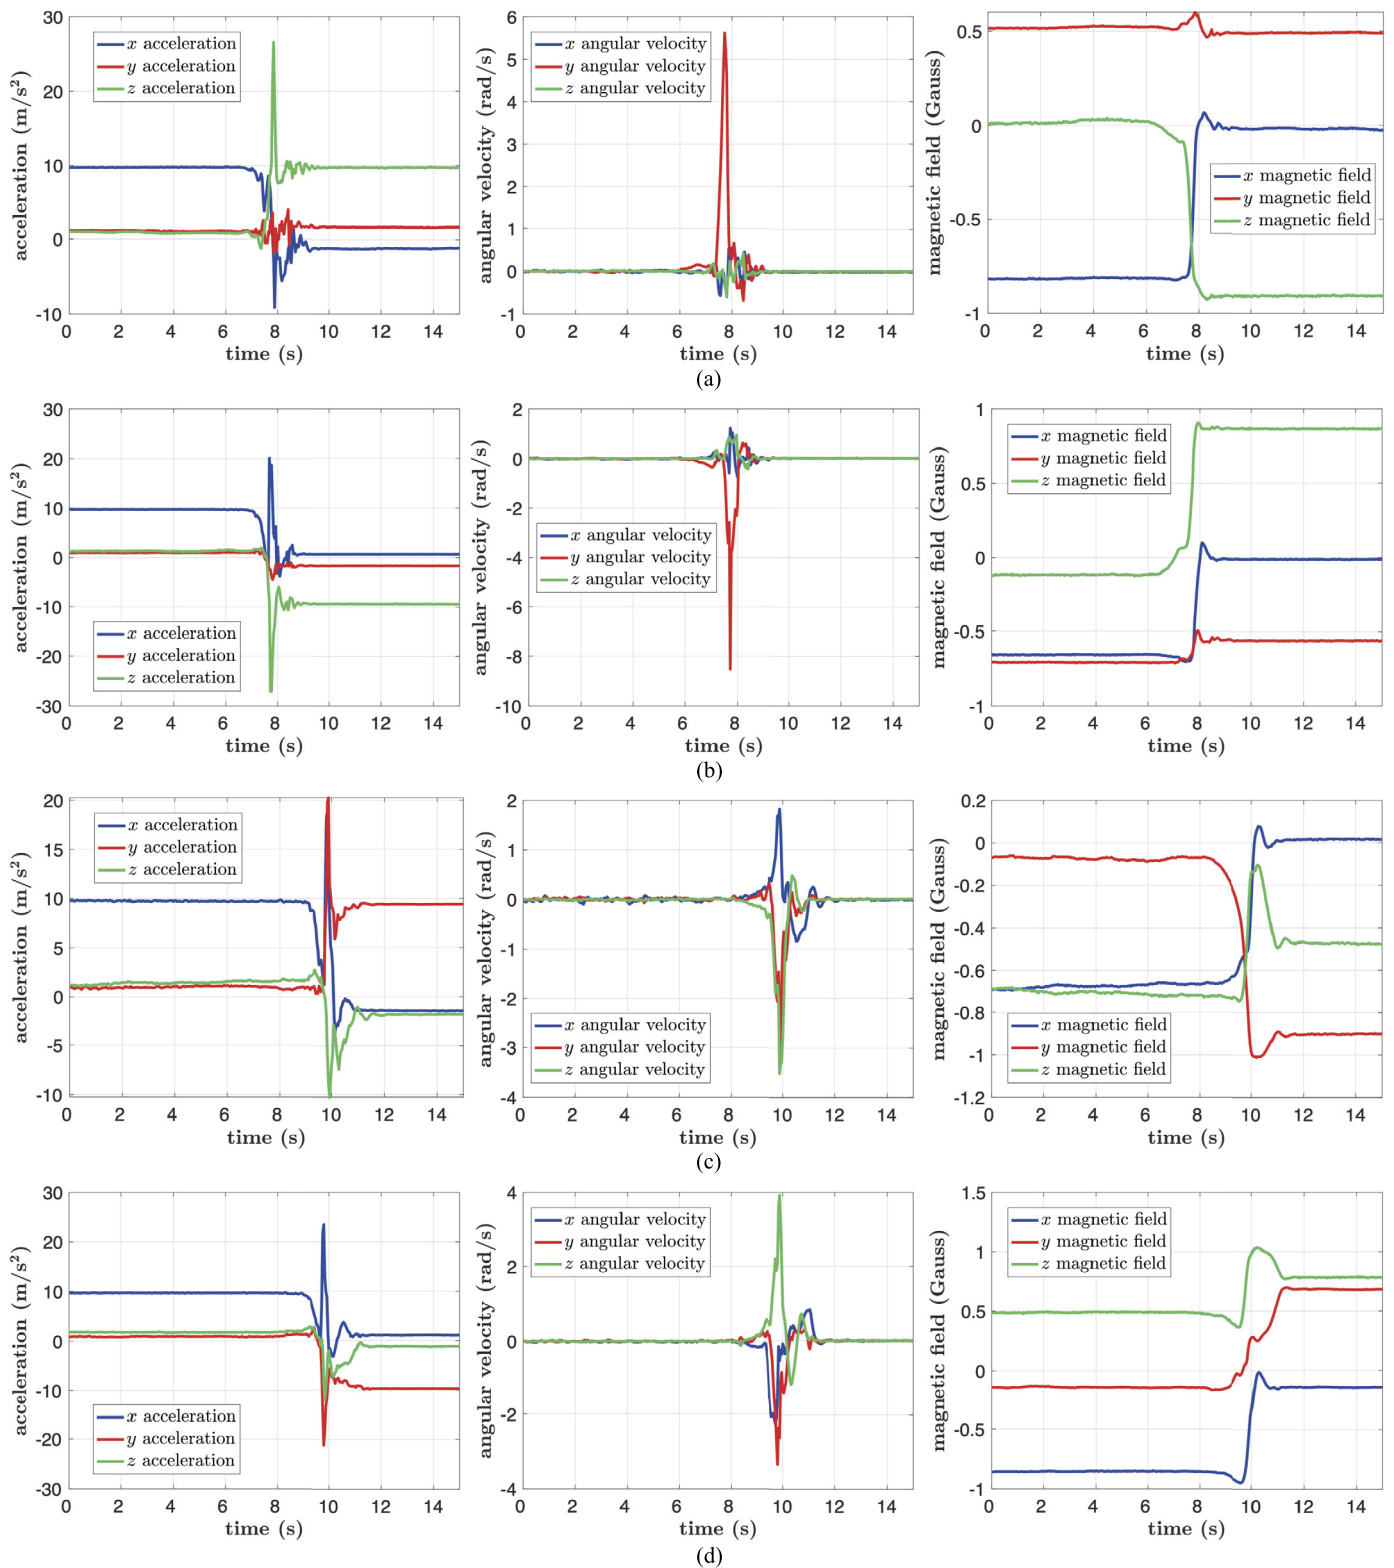 30
20
10
0
-10
acceleration (m/s²)
x acceleration
y acceleration
z acceleration
0 2 4 6 8 10 12 14
time (s)
6
5
4
3
2
1
0
-1
angular velocity (rad/s)
x angular velocity
y angular velocity
z angular velocity
0 2 4 6 8 10 12 14
time (s)
0.5
0
-0.5
-1
magnetic field (Gauss)
x magnetic field
y magnetic field
z magnetic field
0 2 4 6 8 10 12 14
time (s)
(a)
30
20
10
0
-10
-20
-30
acceleration (m/s²)
x acceleration
y acceleration
z acceleration
0 2 4 6 8 10 12 14
time (s)
2
0
-2
-4
-6
-8
-10
angular velocity (rad/s)
x angular velocity
y angular velocity
z angular velocity
0 2 4 6 8 10 12 14
time (s)
1
0.5
0
-0.5
-1
magnetic field (Gauss)
x magnetic field
y magnetic field
z magnetic field
0 2 4 6 8 10 12 14
time (s)
(b)
20
15
10
5
0
-5
-10
acceleration (m/s²)
x acceleration
y acceleration
z acceleration
0 2 4 6 8 10 12 14
time (s)
2
1
0
-1
-2
-3
-4
angular velocity (rad/s)
x angular velocity
y angular velocity
z angular velocity
0 2 4 6 8 10 12 14
time (s)
0.2
0
-0.2
-0.4
-0.6
-0.8
-1
-1.2
magnetic field (Gauss)
x magnetic field
y magnetic field
z magnetic field
0 2 4 6 8 10 12 14
time (s)
(c)
30
20
10
0
-10
-20
-30
acceleration (m/s²)
x acceleration
y acceleration
z acceleration
0 2 4 6 8 10 12 14
time (s)
4
2
0
-2
-4
angular velocity (rad/s)
x angular velocity
y angular velocity
z angular velocity
0 2 4 6 8 10 12 14
time (s)
1.5
1
0.5
0
-0.5
-1
magnetic field (Gauss)
x magnetic field
y magnetic field
z magnetic field
0 2 4 6 8 10 12 14
time (s)
(d)